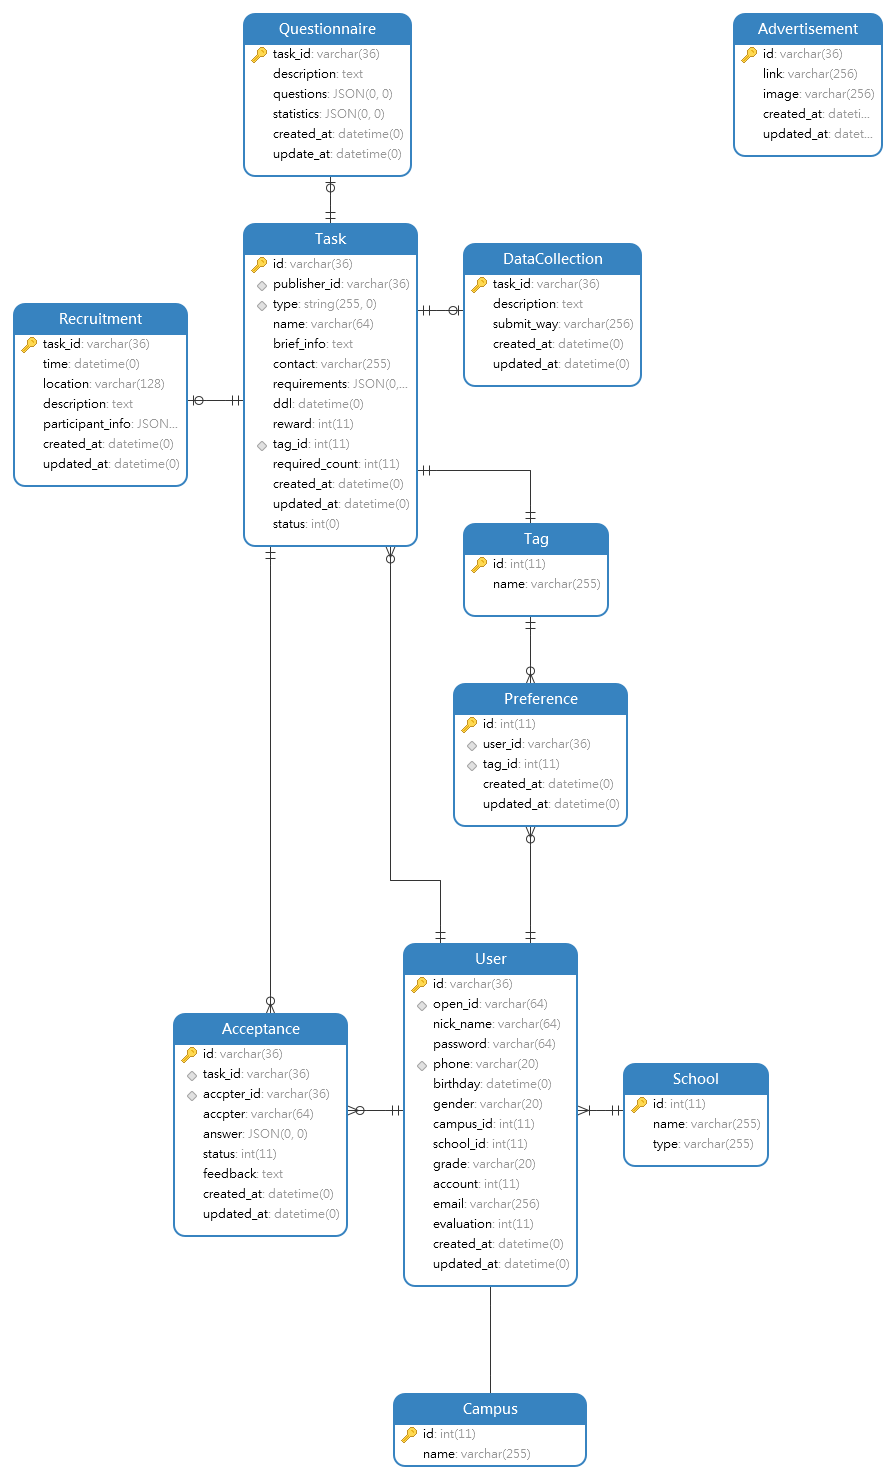 Questionnaire
task_id: varchar(36)
description: text
questions: JSON(0, 0)
statistics: JSON(0, 0)
created_at: datetime(0)
update_at: datetime(0)
Advertisement
id: varchar(36)
link: varchar(256)
image: varchar(256)
created_at: dateti...
updated_at: datet...
Task
id: varchar(36)
publisher_id: varchar(36)
type: string(255, 0)
name: varchar(64)
brief_info: text
contact: varchar(255)
requirements: JSON(0,...
ddl: datetime(0)
reward: int(11)
tag_id: int(11)
required_count: int(11)
created_at: datetime(0)
updated_at: datetime(0)
status: int(0)
DataCollection
task_id: varchar(36)
description: text
submit_way: varchar(256)
created_at: datetime(0)
updated_at: datetime(0)
Recruitment
task_id: varchar(36)
time: datetime(0)
location: varchar(128)
description: text
participant_info: JSON...
created_at: datetime(0)
updated_at: datetime(0)
Tag
id: int(11)
name: varchar(255)
Preference
id: int(11)
user_id: varchar(36)
tag_id: int(11)
created_at: datetime(0)
updated_at: datetime(0)
User
id: varchar(36)
open_id: varchar(64)
nick_name: varchar(64)
password: varchar(64)
phone: varchar(20)
birthday: datetime(0)
gender: varchar(20)
campus_id: int(11)
school_id: int(11)
grade: varchar(20)
account: int(11)
email: varchar(256)
evaluation: int(11)
created_at: datetime(0)
updated_at: datetime(0)
Acceptance
id: varchar(36)
task_id: varchar(36)
accpter_id: varchar(36)
accpter: varchar(64)
answer: JSON(0, 0)
status: int(11)
feedback: text
created_at: datetime(0)
updated_at: datetime(0)
School
id: int(11)
name: varchar(255)
type: varchar(255)
Campus
id: int(11)
name: varchar(255)